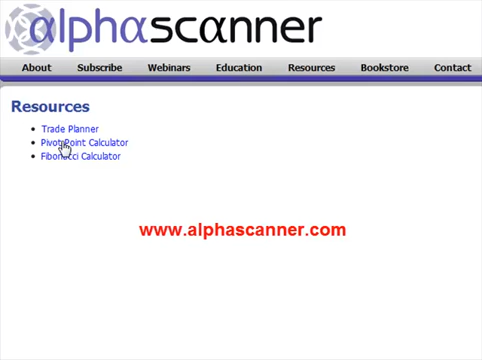 alphascanner
About Subscribe Webinars Education Resources Bookstore Contact
Resources
Trade Planner
Pivot Point Calculator
Fibonacci Calculator
www.alphascanner.com